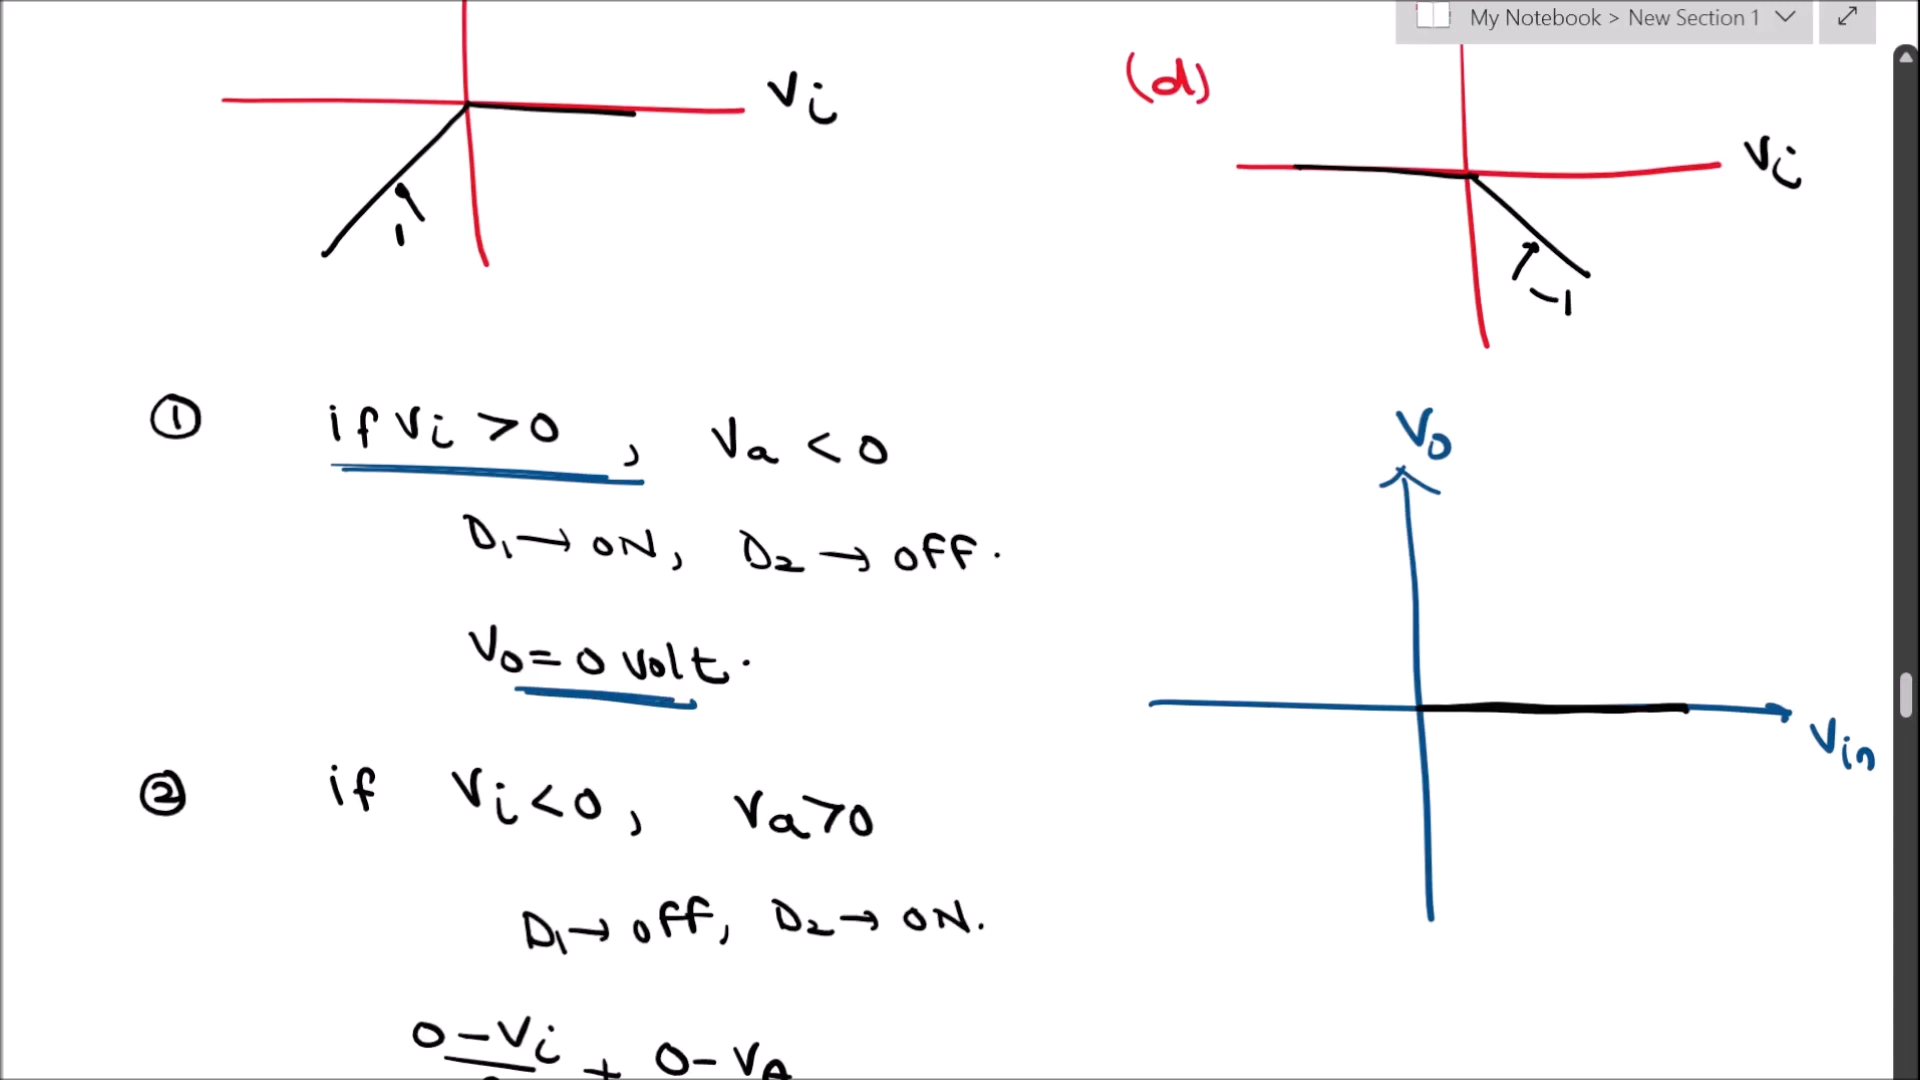 My Notebook > New Section 1
Vi
(d)
Vi
1
-1
① if Vi > 0 , Va < 0
D1 → ON, D2 → OFF.
Vo = 0 volt.
Vo
Vin
② if Vi < 0, Va > 0
D1 → OFF, D2 → ON.
0 - Vi + 0 - VA